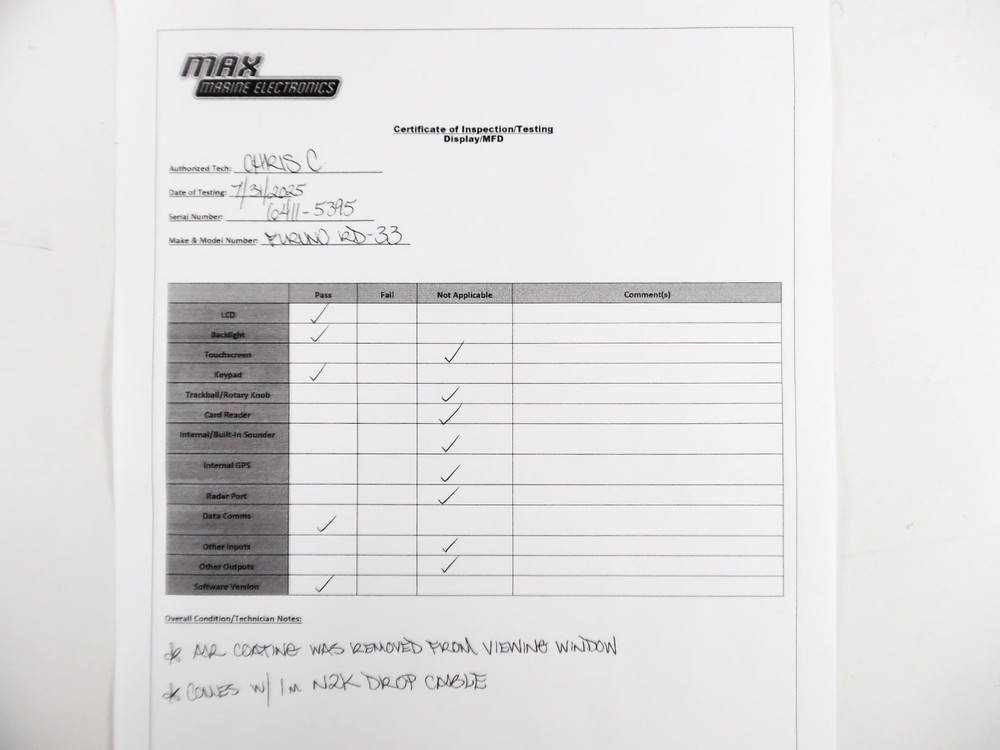 MAX
MARINE ELECTRONICS
Certificate of Inspection/Testing
Display/MFD
Authorized Tech: CHRIS C
Date of Testing: 7/31/2025
Serial Number: 6411-5395
Make & Model Number: FURUNO RD-33
Pass Fail Not Applicable Comment(s)
LCD ✓
Backlight ✓
Touchscreen ✓
Keypad ✓
Trackball/Rotary Knob ✓
Card Reader ✓
Internal/Built-In Sounder ✓
Internal GPS ✓
Radar Port ✓
Data Comms ✓
Other Inputs ✓
Other Outputs ✓
Software Version ✓
Overall Condition/Technician Notes:
* AR COATING WAS REMOVED FROM VIEWING WINDOW
* COMES W/ 1m N2K DROP CABLE